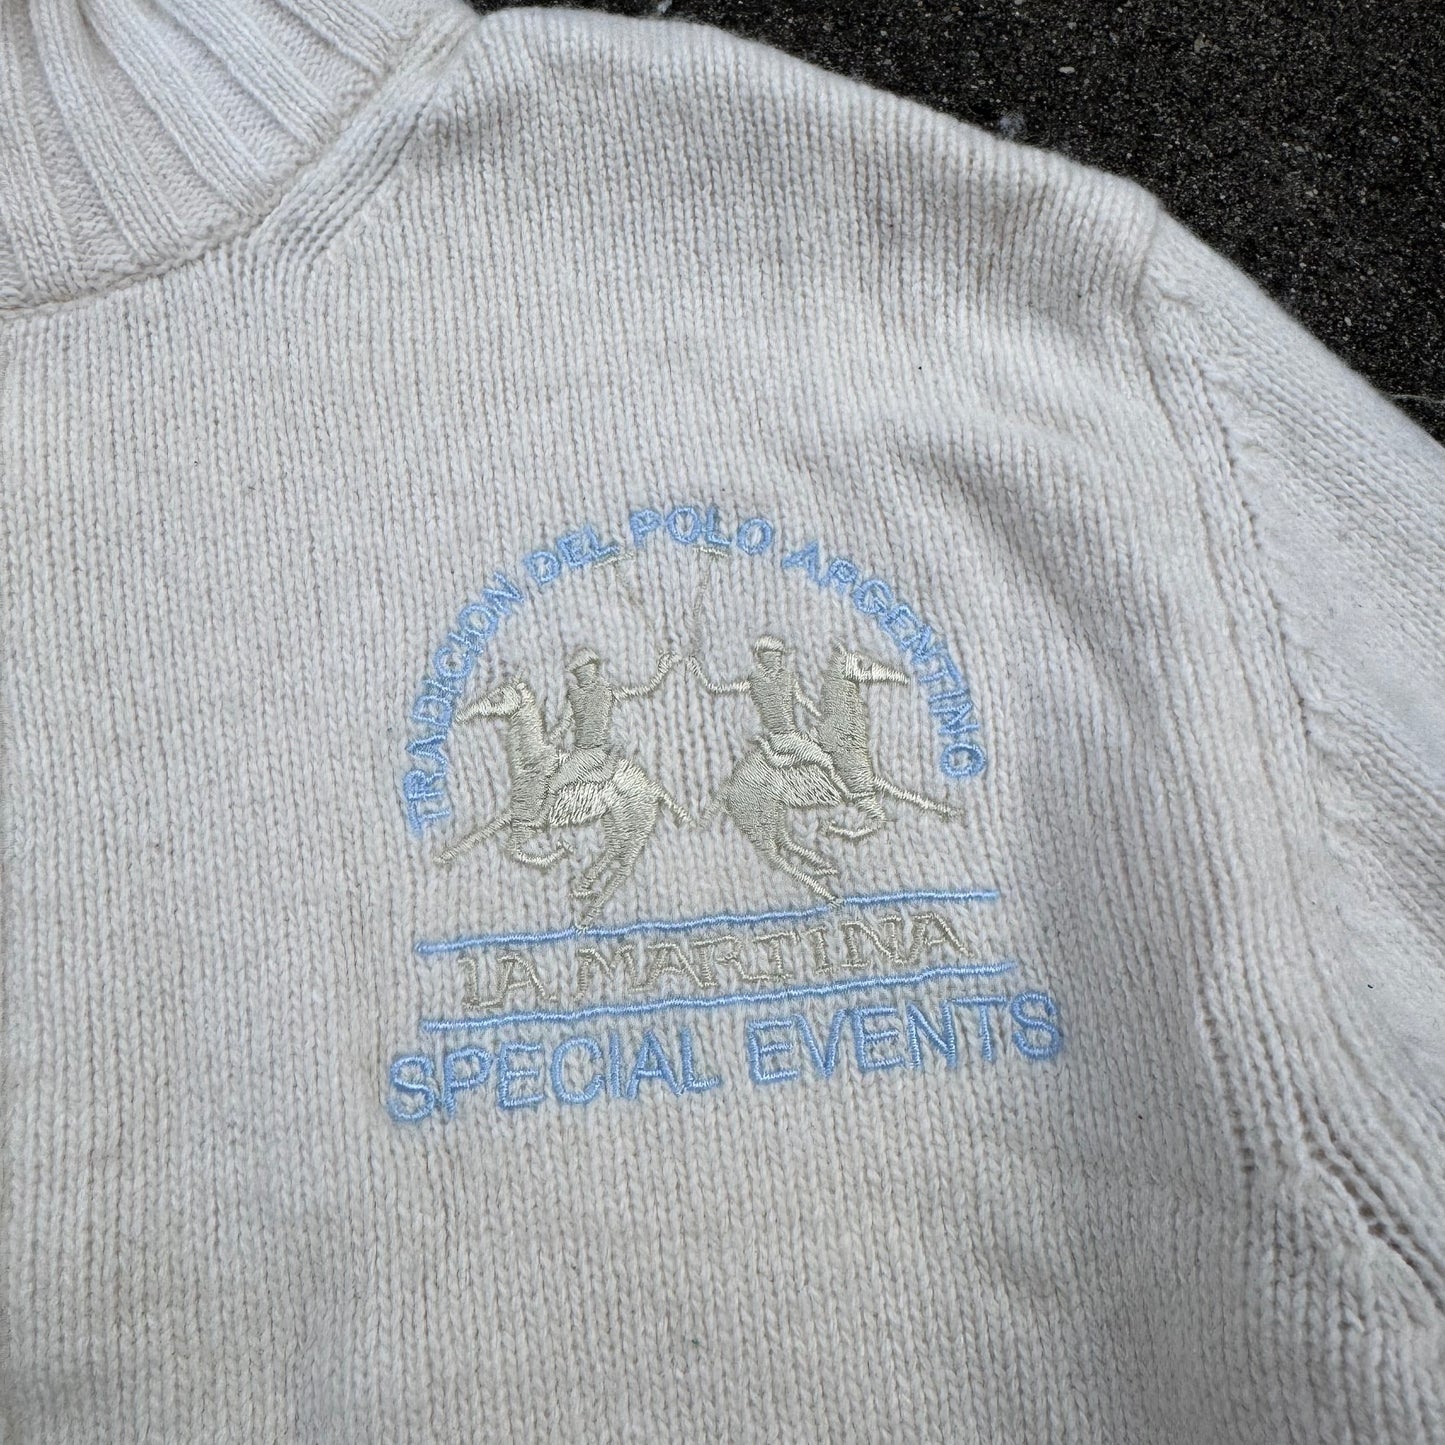 TRADICION DEL POLO ARGENTINO
LA MARTINA
SPECIAL EVENTS